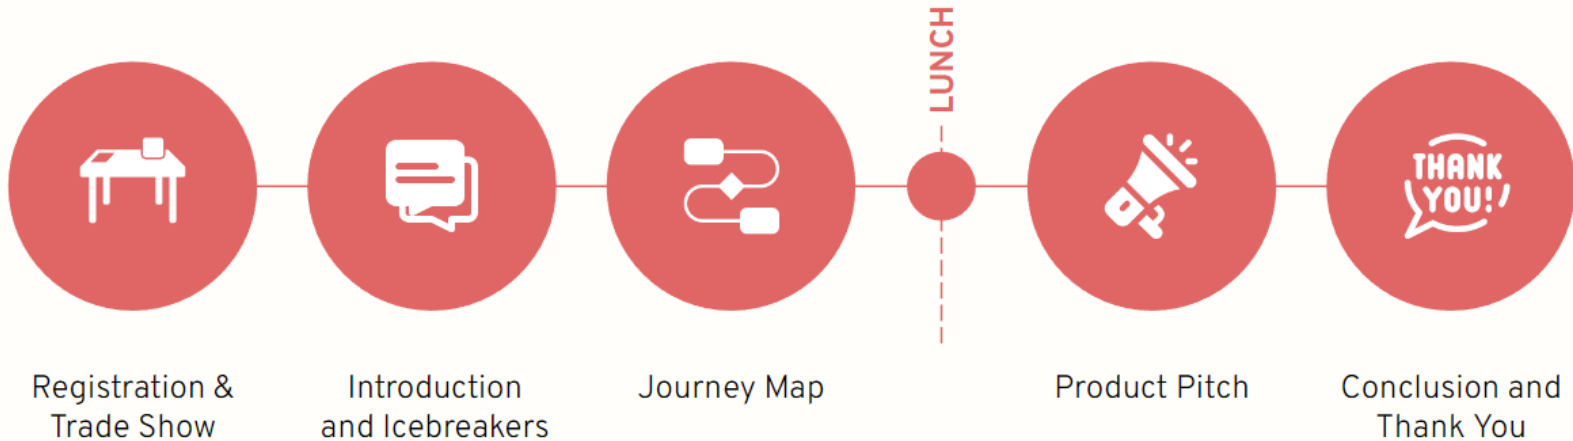 LUNCH
THANK
YOU!
Registration &
Trade Show
Introduction
and Icebreakers
Journey Map
Product Pitch
Conclusion and
Thank You